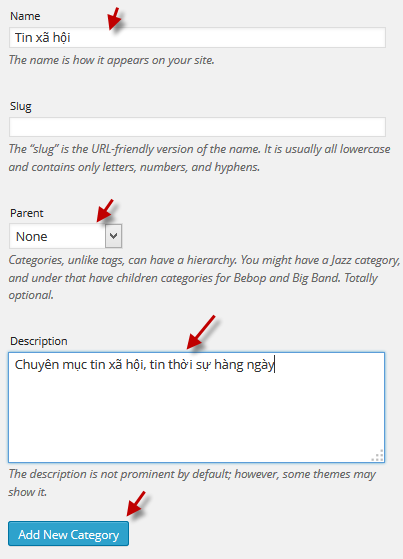 Name
Tin xã hội
The name is how it appears on your site.
Slug
The “slug” is the URL-friendly version of the name. It is usually all lowercase
and contains only letters, numbers, and hyphens.
Parent
None
Categories, unlike tags, can have a hierarchy. You might have a Jazz category,
and under that have children categories for Bebop and Big Band. Totally
optional.
Description
Chuyên mục tin xã hội, tin thời sự hàng ngày
The description is not prominent by default; however, some themes may
show it.
Add New Category